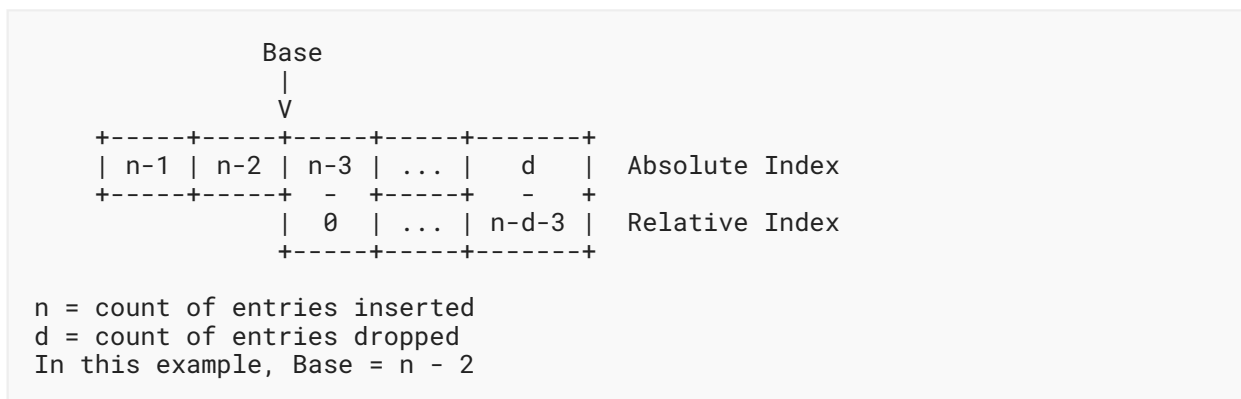 Base
                 |
                 V
    +-----+-----+-----+-----+-------+
    | n-1 | n-2 | n-3 | ... |   d   |  Absolute Index
    +-----+-----+  -  +-----+   -   +
                |  0  | ... | n-d-3 |  Relative Index
                +-----+-----+-------+
n = count of entries inserted
d = count of entries dropped
In this example, Base = n - 2